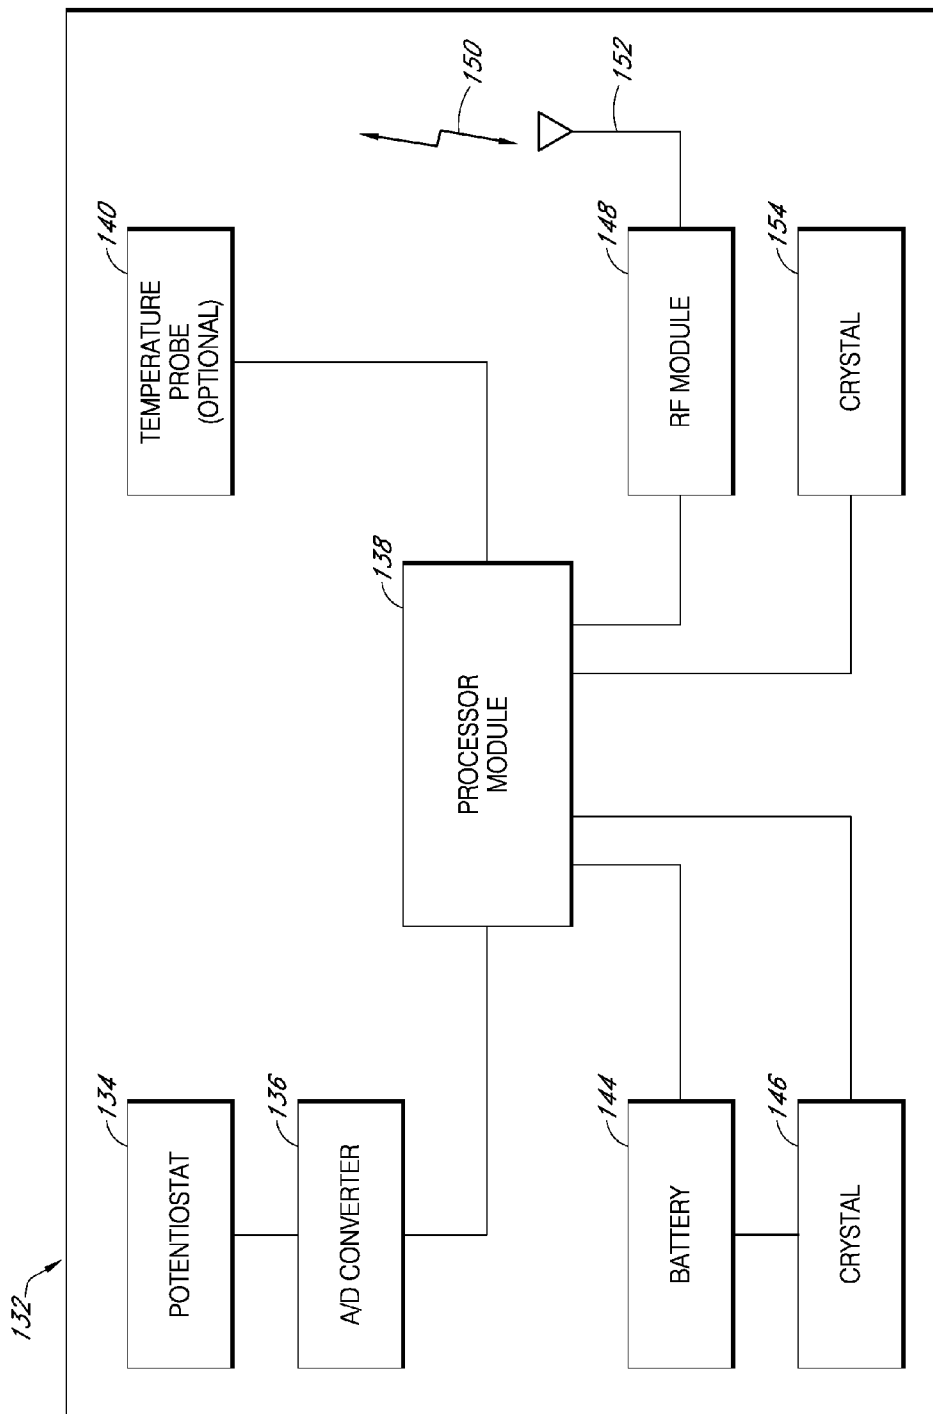 132
134
POTENTIOSTAT
136
A/D CONVERTER
138
PROCESSOR
MODULE
140
TEMPERATURE
PROBE
(OPTIONAL)
144
BATTERY
146
CRYSTAL
148
RF MODULE
150
152
154
CRYSTAL